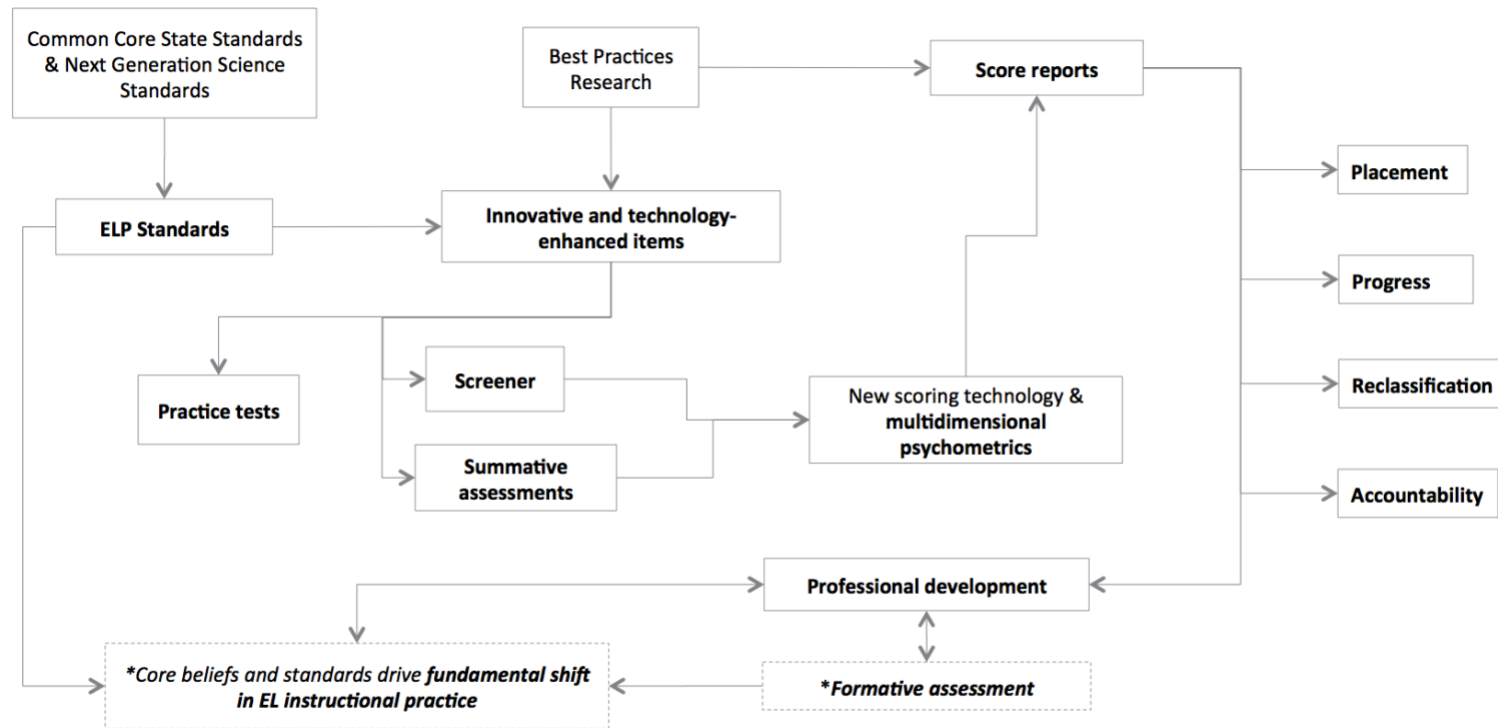 Common Core State Standards
& Next Generation Science
Standards
Best Practices
Research
Score reports
Placement
ELP Standards
Innovative and technology-
enhanced items
Progress
Screener
Practice tests
New scoring technology &
multidimensional
psychometrics
Reclassification
Summative
assessments
Accountability
Professional development
*Core beliefs and standards drive fundamental shift
in EL instructional practice
*Formative assessment